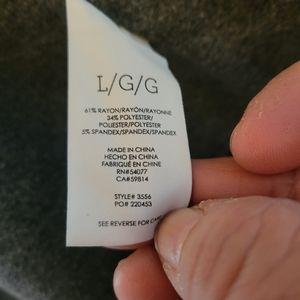 L/G/G
61% RAYON/RAYÓN/RAYONNE
34% POLYESTER/
POLIÉSTER/POLYESTER
5% SPANDEX/SPANDEX/SPANDEX
MADE IN CHINA
HECHO EN CHINA
FABRIQUÉ EN CHINE
RN#54077
CA#59814
STYLE# 3556
PO# 220453
SEE REVERSE FOR CARE